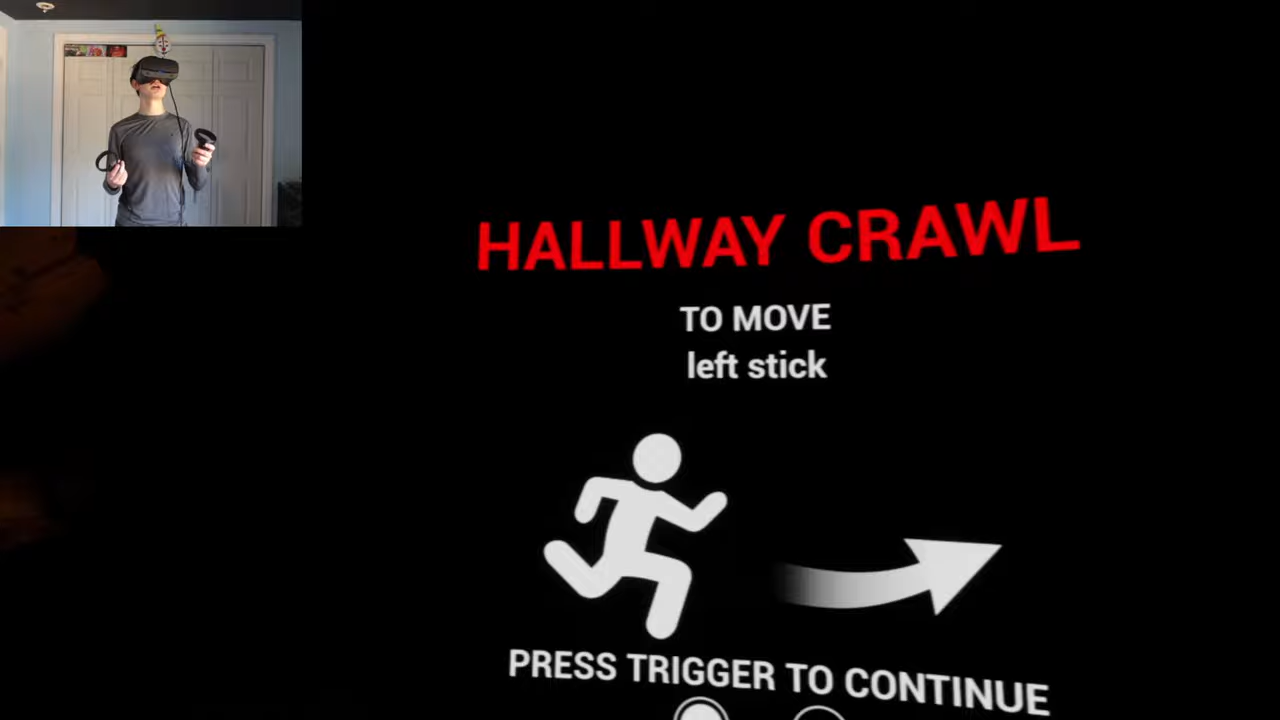 HALLWAY CRAWL
TO MOVE
left stick
PRESS TRIGGER TO CONTINUE